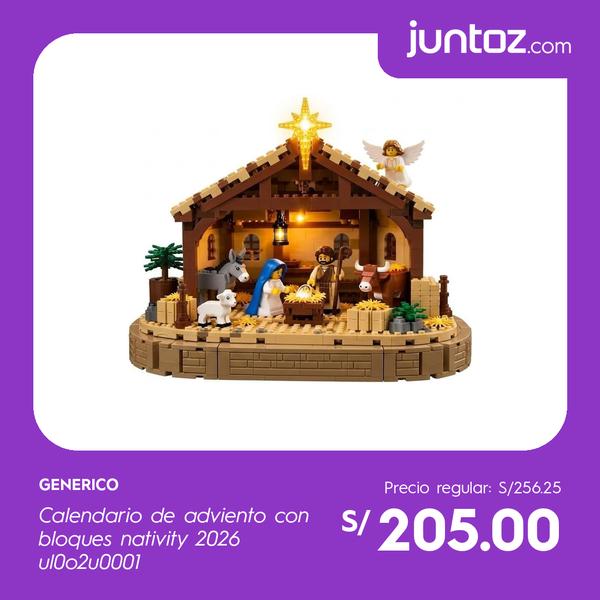 juntoz.com
GENERICO
Calendario de adviento con
bloques nativity 2026
ul0o2u0001
Precio regular: S/256.25
S/ 205.00